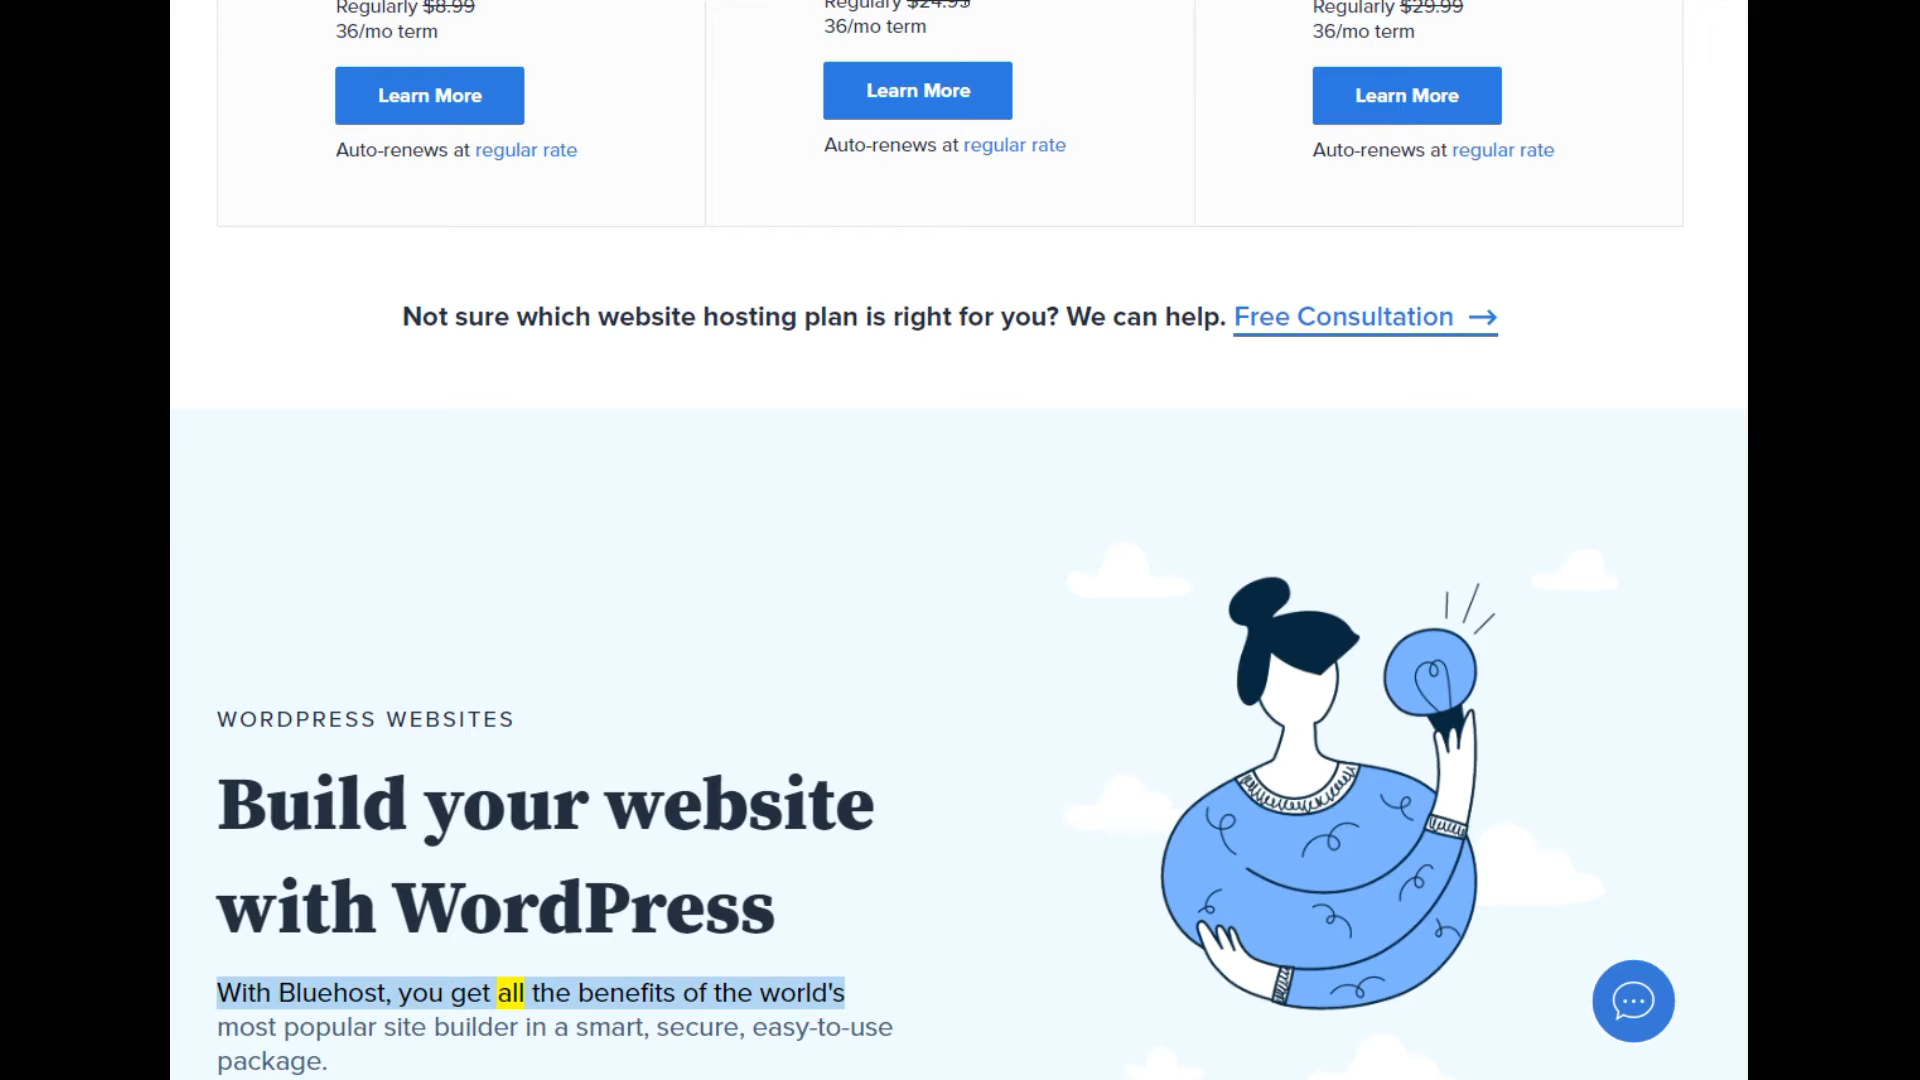 Regularly $8.99
36/mo term
Learn More
Auto-renews at regular rate
Regulary $24.95
36/mo term
Learn More
Auto-renews at regular rate
Regularly $29.99
36/mo term
Learn More
Auto-renews at regular rate
Not sure which website hosting plan is right for you? We can help. Free Consultation →
WORDPRESS WEBSITES
Build your website
with WordPress
With Bluehost, you get all the benefits of the world's
most popular site builder in a smart, secure, easy-to-use
package.